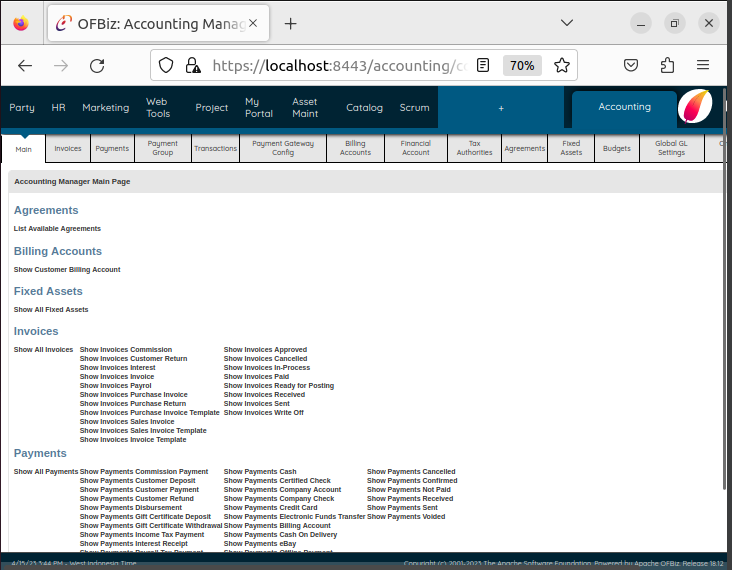 OFBiz: Accounting Manag
https://localhost:8443/accounting/c
70%
Party
HR
Marketing
Web Tools
Project
My Portal
Asset Maint
Catalog
Scrum
+
Accounting
Main
Invoices
Payments
Payment Group
Transactions
Payment Gateway Config
Billing Accounts
Financial Account
Tax Authorities
Agreements
Fixed Assets
Budgets
Global GL Settings
Accounting Manager Main Page
Agreements
List Available Agreements
Billing Accounts
Show Customer Billing Account
Fixed Assets
Show All Fixed Assets
Invoices
Show All Invoices Show Invoices Commission Show Invoices Approved
Show Invoices Customer Return Show Invoices Cancelled
Show Invoices Interest Show Invoices In-Process
Show Invoices Invoice Show Invoices Paid
Show Invoices Payrol Show Invoices Ready for Posting
Show Invoices Purchase Invoice Show Invoices Received
Show Invoices Purchase Return Show Invoices Sent
Show Invoices Purchase Invoice Template Show Invoices Write Off
Show Invoices Sales Invoice
Show Invoices Sales Invoice Template
Show Invoices Invoice Template
Payments
Show All Payments Show Payments Commission Payment Show Payments Cash Show Payments Cancelled
Show Payments Customer Deposit Show Payments Certified Check Show Payments Confirmed
Show Payments Customer Payment Show Payments Company Account Show Payments Not Paid
Show Payments Customer Refund Show Payments Company Check Show Payments Received
Show Payments Disbursement Show Payments Credit Card Show Payments Sent
Show Payments Gift Certificate Deposit Show Payments Electronic Funds Transfer Show Payments Voided
Show Payments Gift Certificate Withdrawal Show Payments Billing Account
Show Payments Income Tax Payment Show Payments Cash On Delivery
Show Payments Interest Receipt Show Payments eBay
Show Payments Payroll Tax Payment Show Payments Offline Payment
4/15/23 5:44 PM - West Indonesia Time
Copyright (c) 2001-2023 The Apache Software Foundation. Powered by Apache OFBiz. Release 18.12